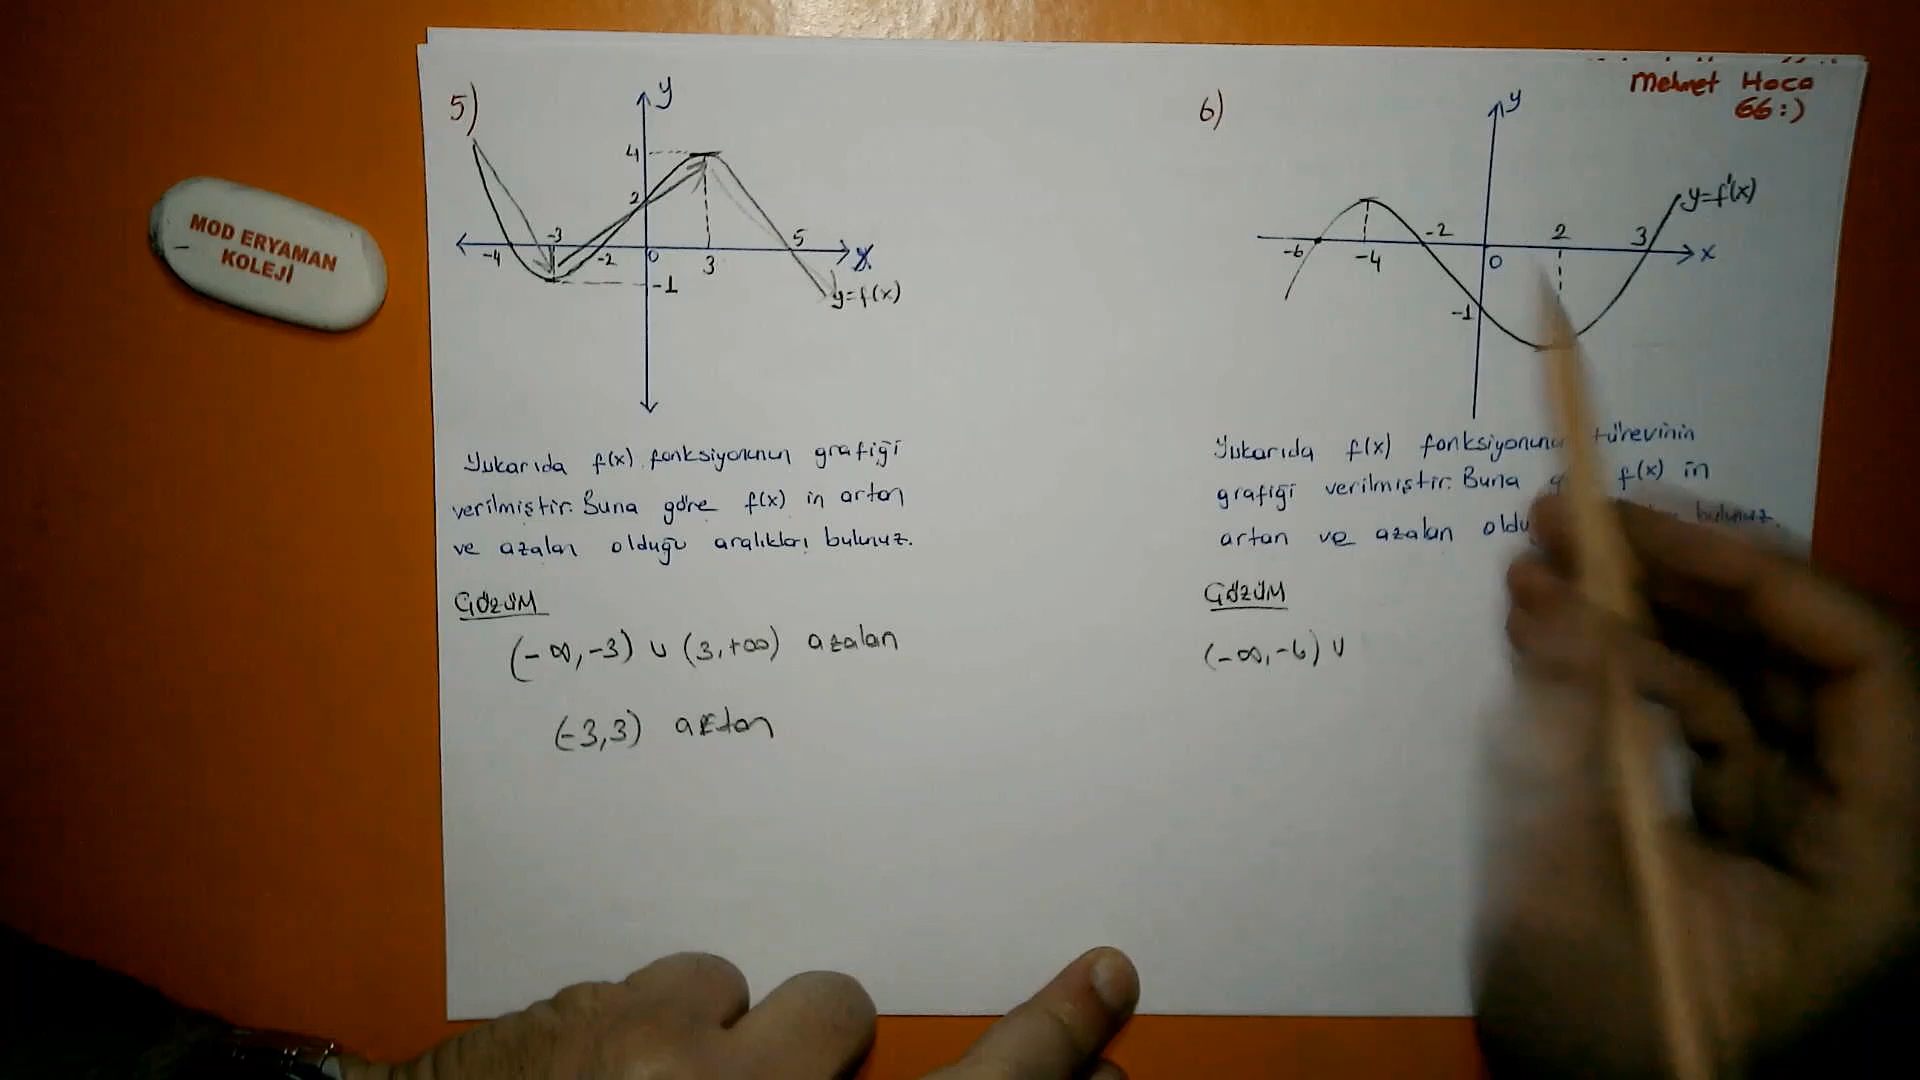 MOD ERYAMAN
KOLEJİ
Mehmet Hoca
66:)
5)
y
4
2
-4
-3
-2
0
3
5
x
-1
y=f(x)
Yukarıda f(x) fonksiyonunun grafiği
verilmiştir. Buna göre f(x) in artan
ve azalan olduğu aralıkları bulunuz.
ÇÖZÜM
(-∞,-3) ∪ (3,+∞) azalan
(-3,3) artan
6)
y
y=f'(x)
-6
-4
-2
0
2
3
x
-1
Yukarıda f(x) fonksiyonunun türevinin
grafiği verilmiştir. Buna f(x) in
artan ve azalan bulunuz.
ÇÖZÜM
(-∞,-6) ∪